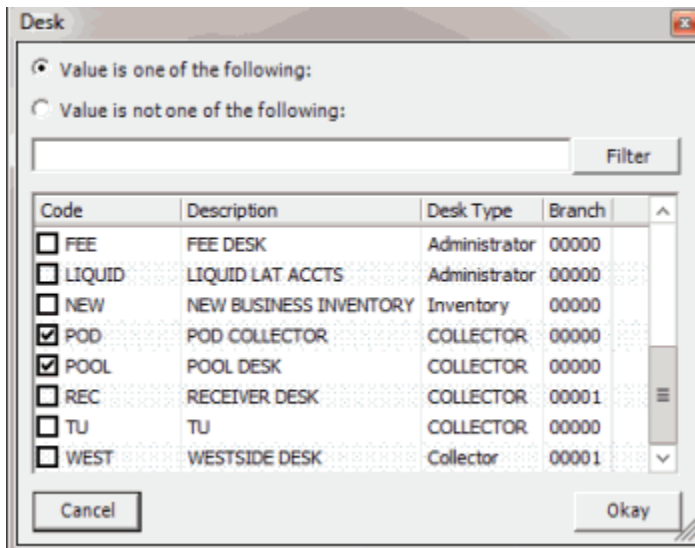 Desk
Value is one of the following:
Value is not one of the following:
Filter
Code Description Desk Type Branch
FEE FEE DESK Administrator 00000
LIQUID LIQUID LAT ACCTS Administrator 00000
NEW NEW BUSINESS INVENTORY Inventory 00000
POD POD COLLECTOR COLLECTOR 00000
POOL POOL DESK COLLECTOR 00000
REC RECEIVER DESK COLLECTOR 00001
TU TU COLLECTOR 00000
WEST WESTSIDE DESK Collector 00001
Cancel Okay